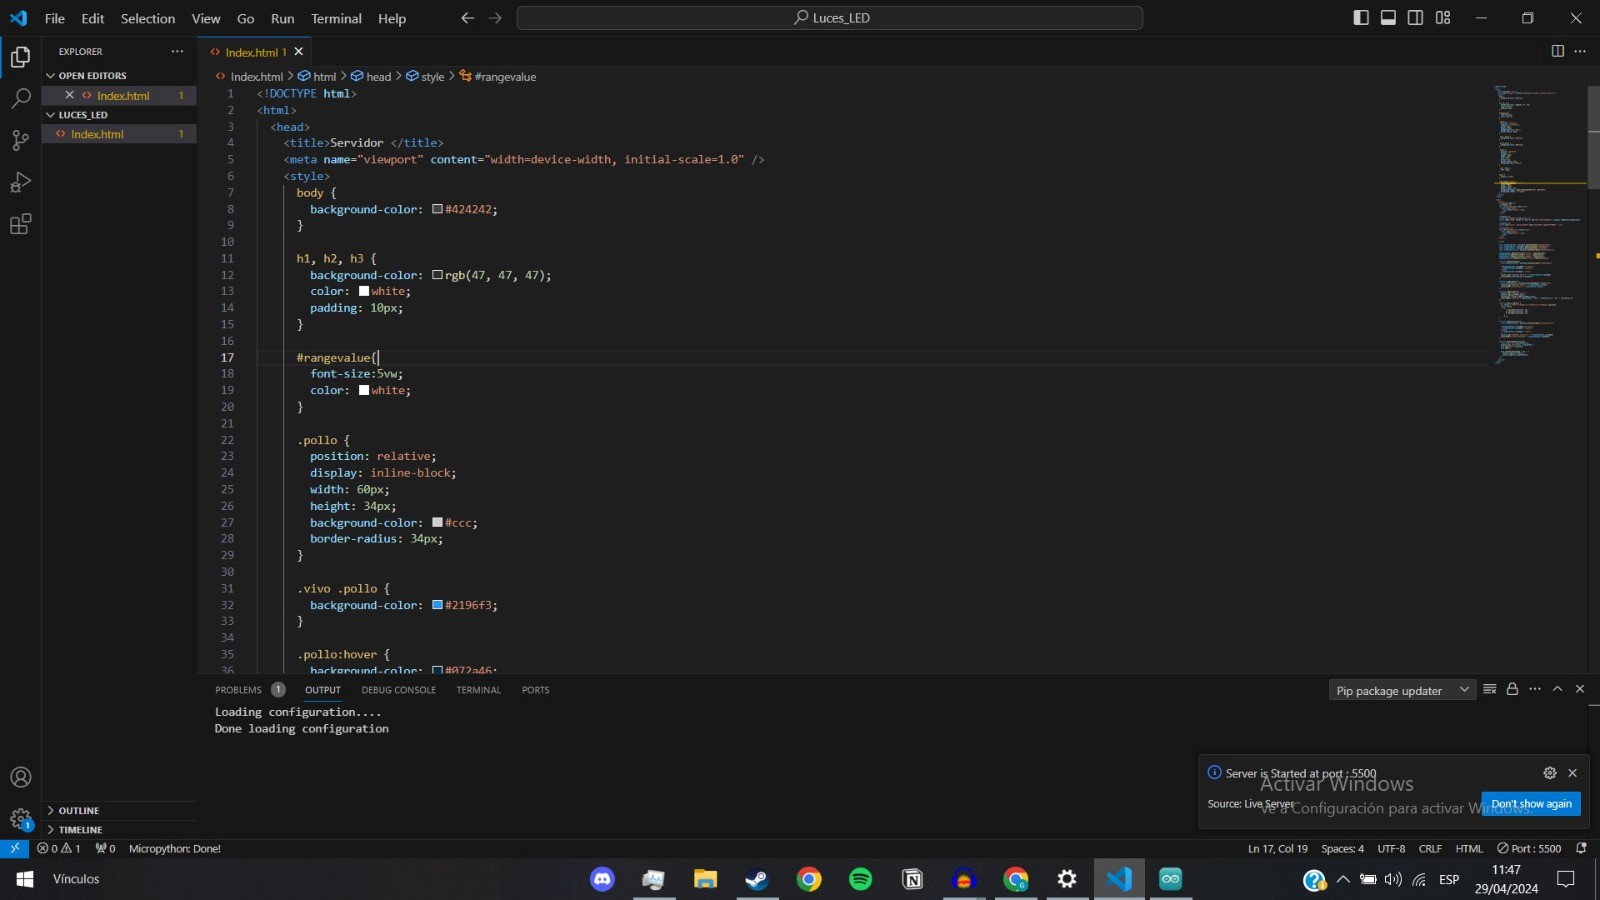 File Edit Selection View Go Run Terminal Help
Luces_LED
EXPLORER
OPEN EDITORS
Index.html 1
LUCES_LED
Index.html 1
OUTLINE
TIMELINE
Index.html 1
Index.html > html > head > style > #rangevalue
1 <!DOCTYPE html>
2 <html>
3 <head>
4 <title>Servidor </title>
5 <meta name="viewport" content="width=device-width, initial-scale=1.0" />
6 <style>
7 body {
8 background-color: #424242;
9 }
10
11 h1, h2, h3 {
12 background-color: rgb(47, 47, 47);
13 color: white;
14 padding: 10px;
15 }
16
17 #rangevalue{
18 font-size:5vw;
19 color: white;
20 }
21
22 .pollo {
23 position: relative;
24 display: inline-block;
25 width: 60px;
26 height: 34px;
27 background-color: #ccc;
28 border-radius: 34px;
29 }
30
31 .vivo .pollo {
32 background-color: #2196f3;
33 }
34
35 .pollo:hover {
36 background-color: #072a46;
PROBLEMS 1 OUTPUT DEBUG CONSOLE TERMINAL PORTS
Pip package updater
Loading configuration....
Done loading configuration
Server is Started at port : 5500
Source: Live Server
Don't show again
Activar Windows
Ve a Configuración para activar Windows.
1
0 1 0 Micropython: Done!
Ln 17, Col 19 Spaces: 4 UTF-8 CRLF HTML Port : 5500
Vínculos
ESP
11:47
29/04/2024